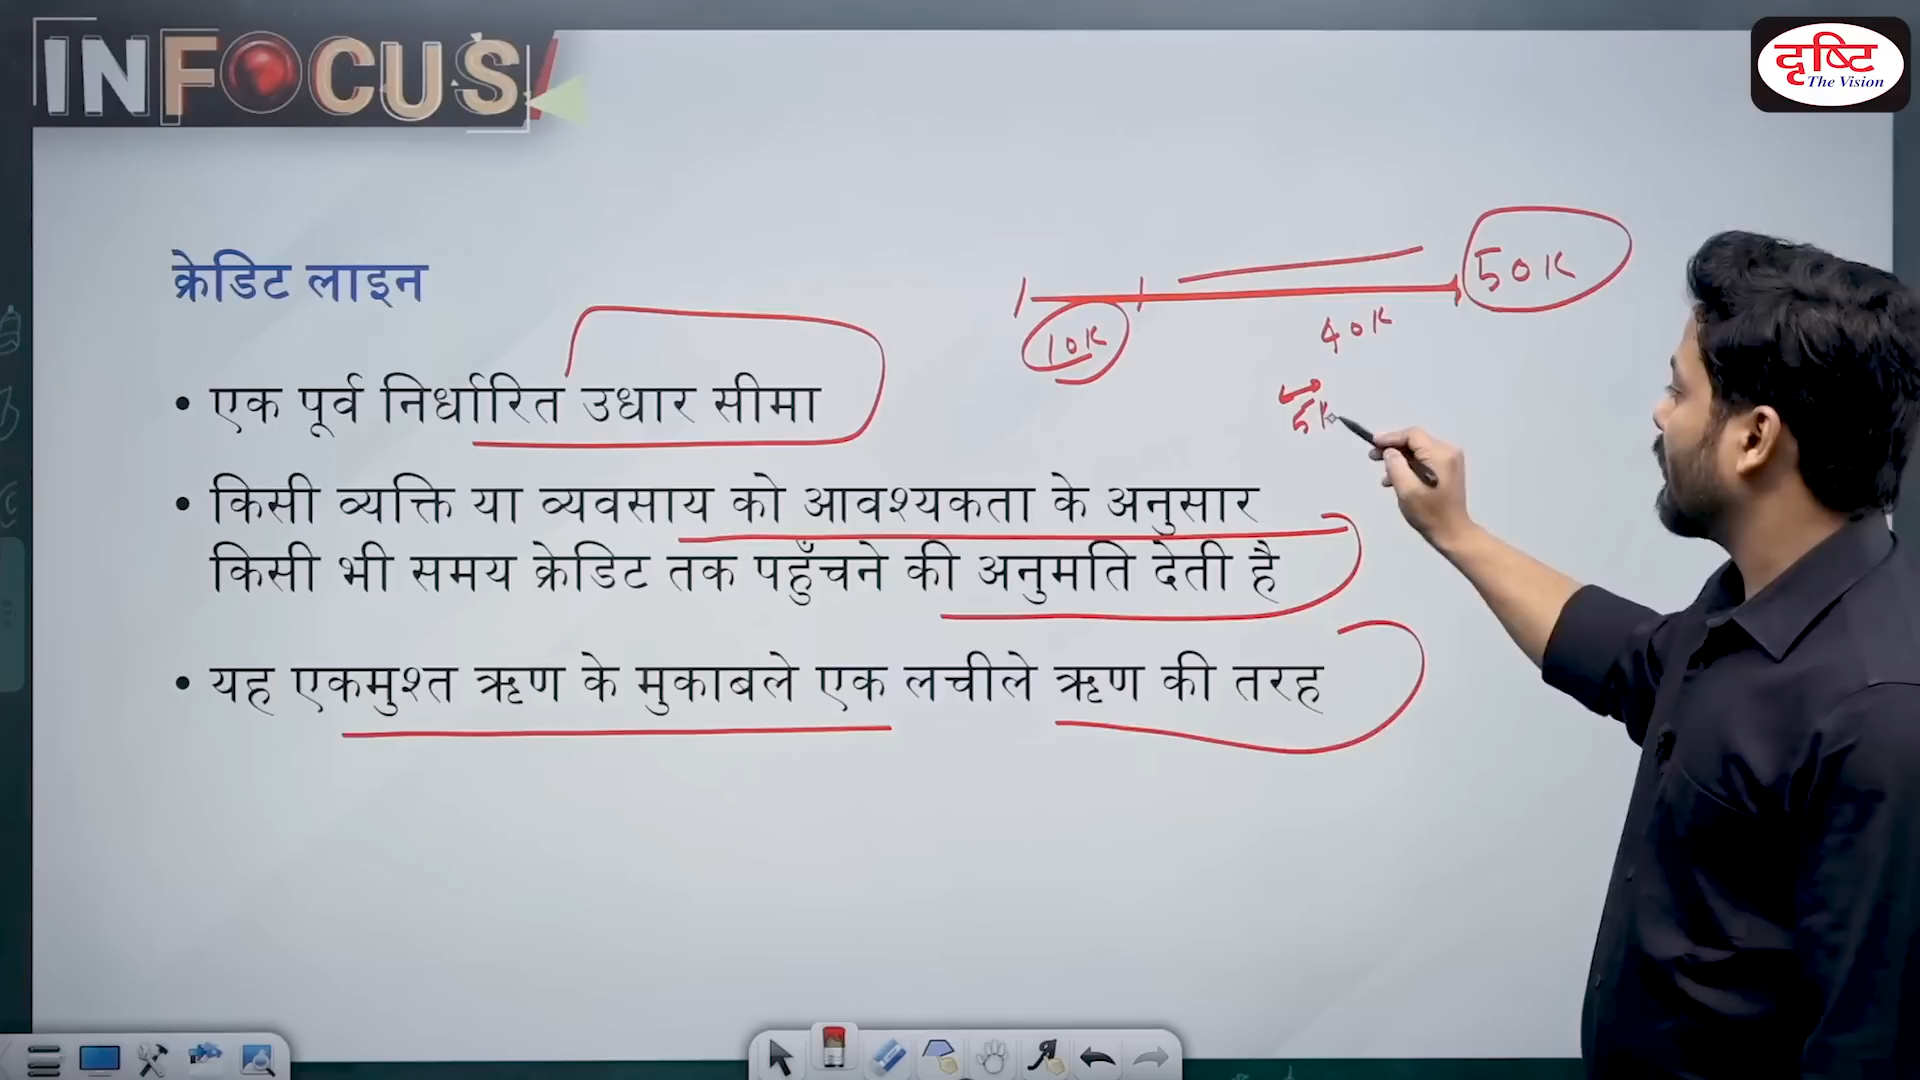 INFOCUS
दृष्टि
The Vision
क्रेडिट लाइन
50K
10K
40K
5K
• एक पूर्व निर्धारित उधार सीमा
• किसी व्यक्ति या व्यवसाय को आवश्यकता के अनुसार
किसी भी समय क्रेडिट तक पहुँचने की अनुमति देती है
• यह एकमुश्त ऋण के मुकाबले एक लचीले ऋण की तरह